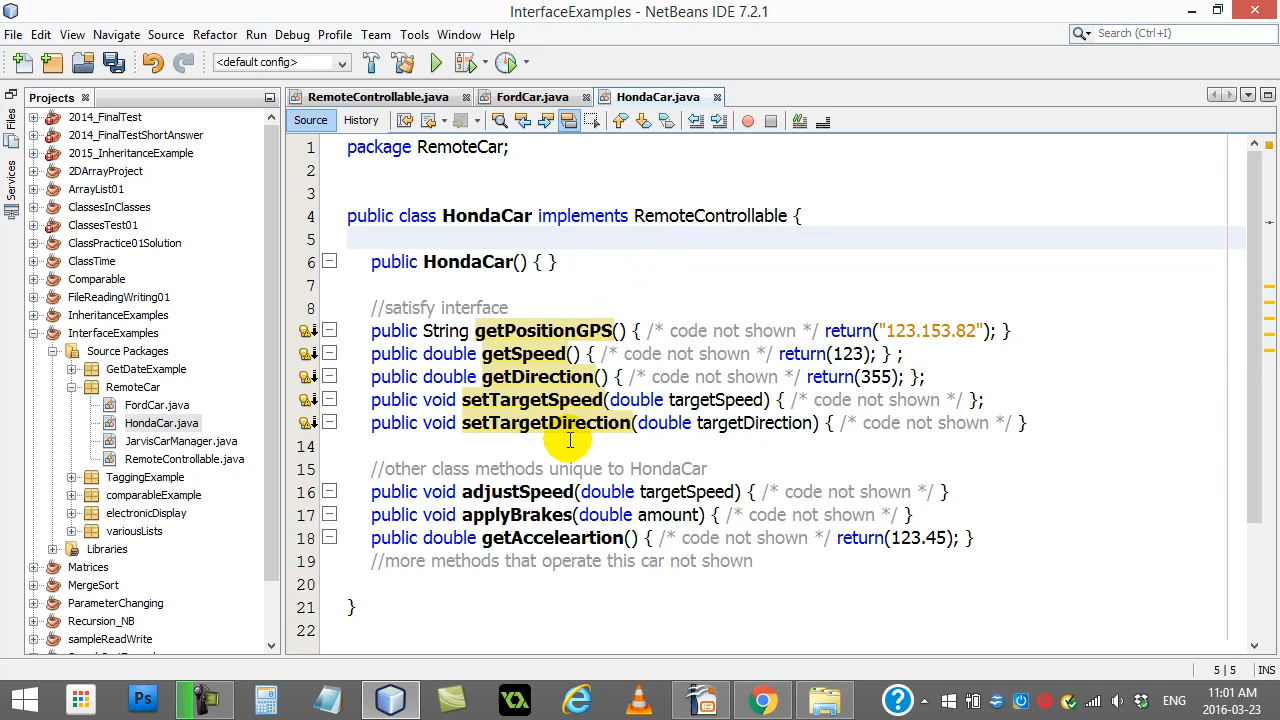 InterfaceExamples - NetBeans IDE 7.2.1
File Edit View Navigate Source Refactor Run Debug Profile Team Tools Window Help
Search (Ctrl+I)
<default config>
Files
Services
Projects
2014_FinalTest
2014_FinalTestShortAnswer
2015_InheritanceExample
2DArrayProject
ArrayList01
ClassesInClasses
ClassesTest01
ClassPractice01Solution
ClassTime
Comparable
FileReadingWriting01
InheritanceExamples
InterfaceExamples
Source Packages
GetDateExample
RemoteCar
FordCar.java
HondaCar.java
JarvisCarManager.java
RemoteControllable.java
TaggingExample
comparableExample
electronicDisplay
variousLists
Libraries
Matrices
MergeSort
ParameterChanging
Recursion_NB
sampleReadWrite
RemoteControllable.java FordCar.java HondaCar.java
Source History
1 package RemoteCar;
2
3
4 public class HondaCar implements RemoteControllable {
5
6 public HondaCar() { }
7
8 //satisfy interface
public String getPositionGPS() { /* code not shown */ return("123.153.82"); }
public double getSpeed() { /* code not shown */ return(123); } ;
public double getDirection() { /* code not shown */ return(355); };
public void setTargetSpeed(double targetSpeed) { /* code not shown */ };
public void setTargetDirection(double targetDirection) { /* code not shown */ }
14
15 //other class methods unique to HondaCar
16 public void adjustSpeed(double targetSpeed) { /* code not shown */ }
17 public void applyBrakes(double amount) { /* code not shown */ }
18 public double getAcceleartion() { /* code not shown */ return(123.45); }
19 //more methods that operate this car not shown
20
21 }
22
5 | 5 INS
Ps
ENG
11:01 AM
2016-03-23